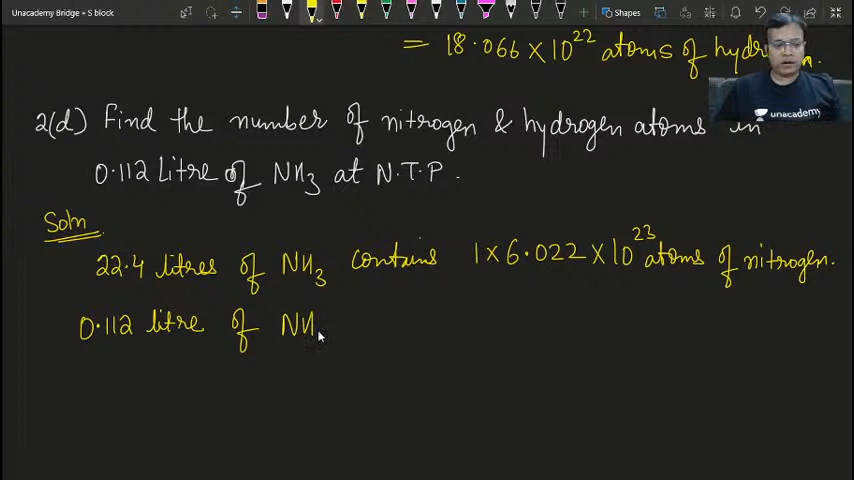 Unacademy Bridge + S block
Shapes
= 18.066 × 10²² atoms of
unacademy
2(d) Find the number of nitrogen & hydrogen atoms in
0.112 Litre of NH₃ at N.T.P.
Soln
22.4 litres of NH₃ contains 1 × 6.022 × 10²³ atoms of nitrogen.
0.112 litre of NH